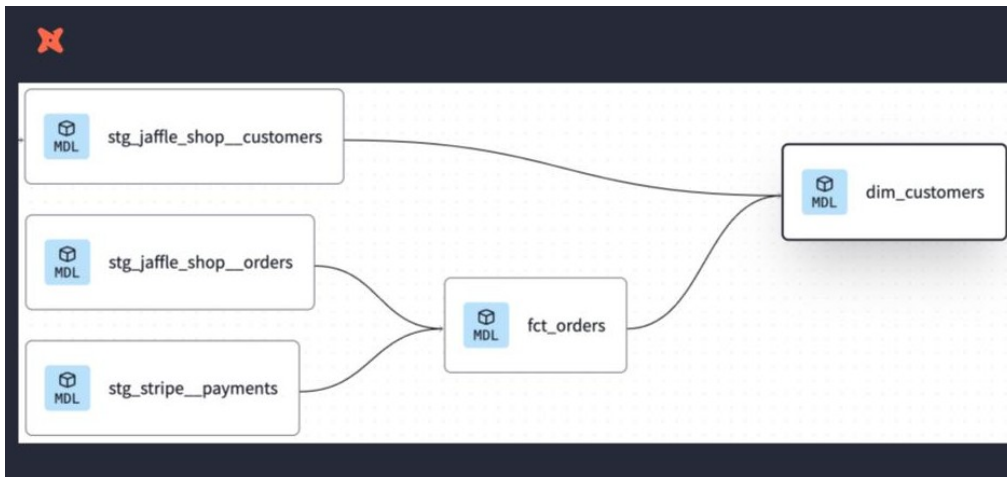 MDL stg_jaffle_shop__customers
MDL dim_customers
MDL stg_jaffle_shop__orders
MDL fct_orders
MDL stg_stripe__payments